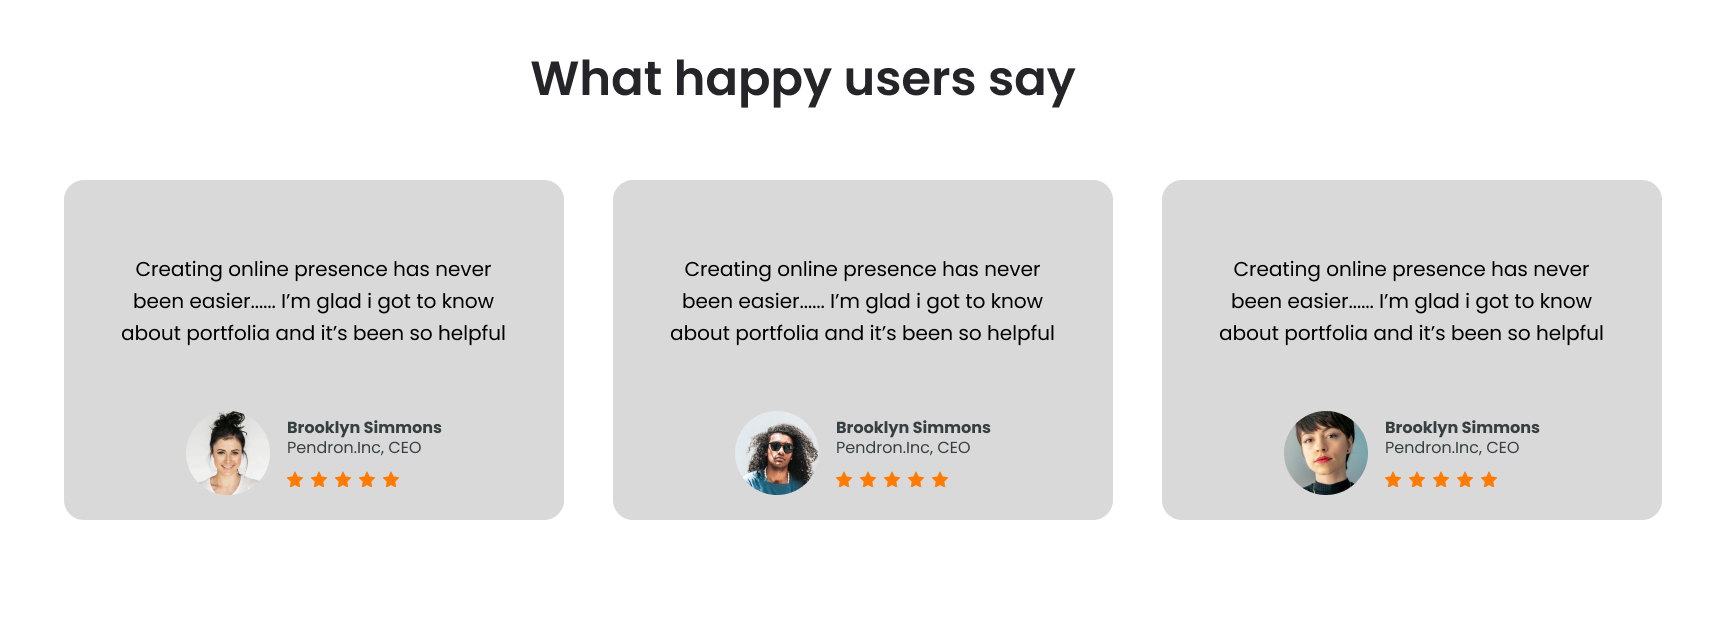 What happy users say
Creating online presence has never
been easier...... I’m glad i got to know
about portfolia and it’s been so helpful
Brooklyn Simmons
Pendron.Inc, CEO
Creating online presence has never
been easier...... I’m glad i got to know
about portfolia and it’s been so helpful
Brooklyn Simmons
Pendron.Inc, CEO
Creating online presence has never
been easier...... I’m glad i got to know
about portfolia and it’s been so helpful
Brooklyn Simmons
Pendron.Inc, CEO